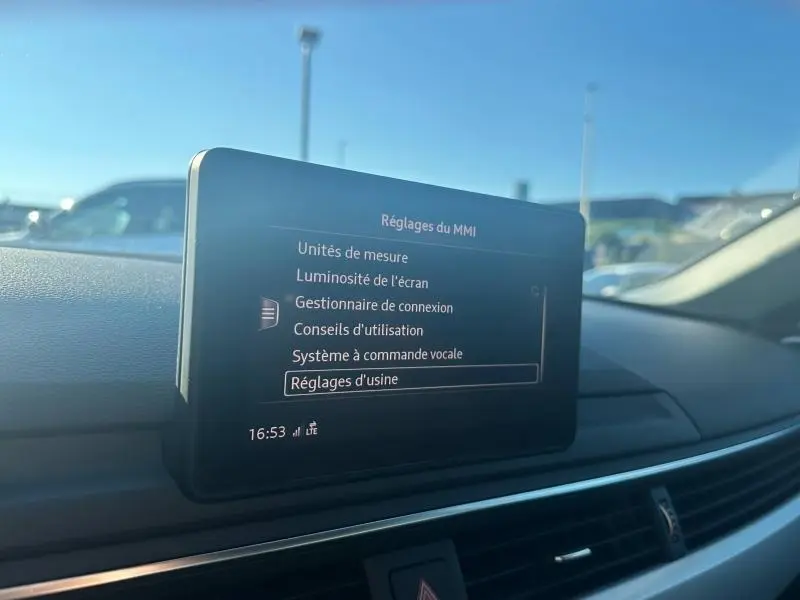 Réglages du MMI
Unités de mesure
Luminosité de l'écran
Gestionnaire de connexion
Conseils d'utilisation
Système à commande vocale
Réglages d'usine
16:53 LTE